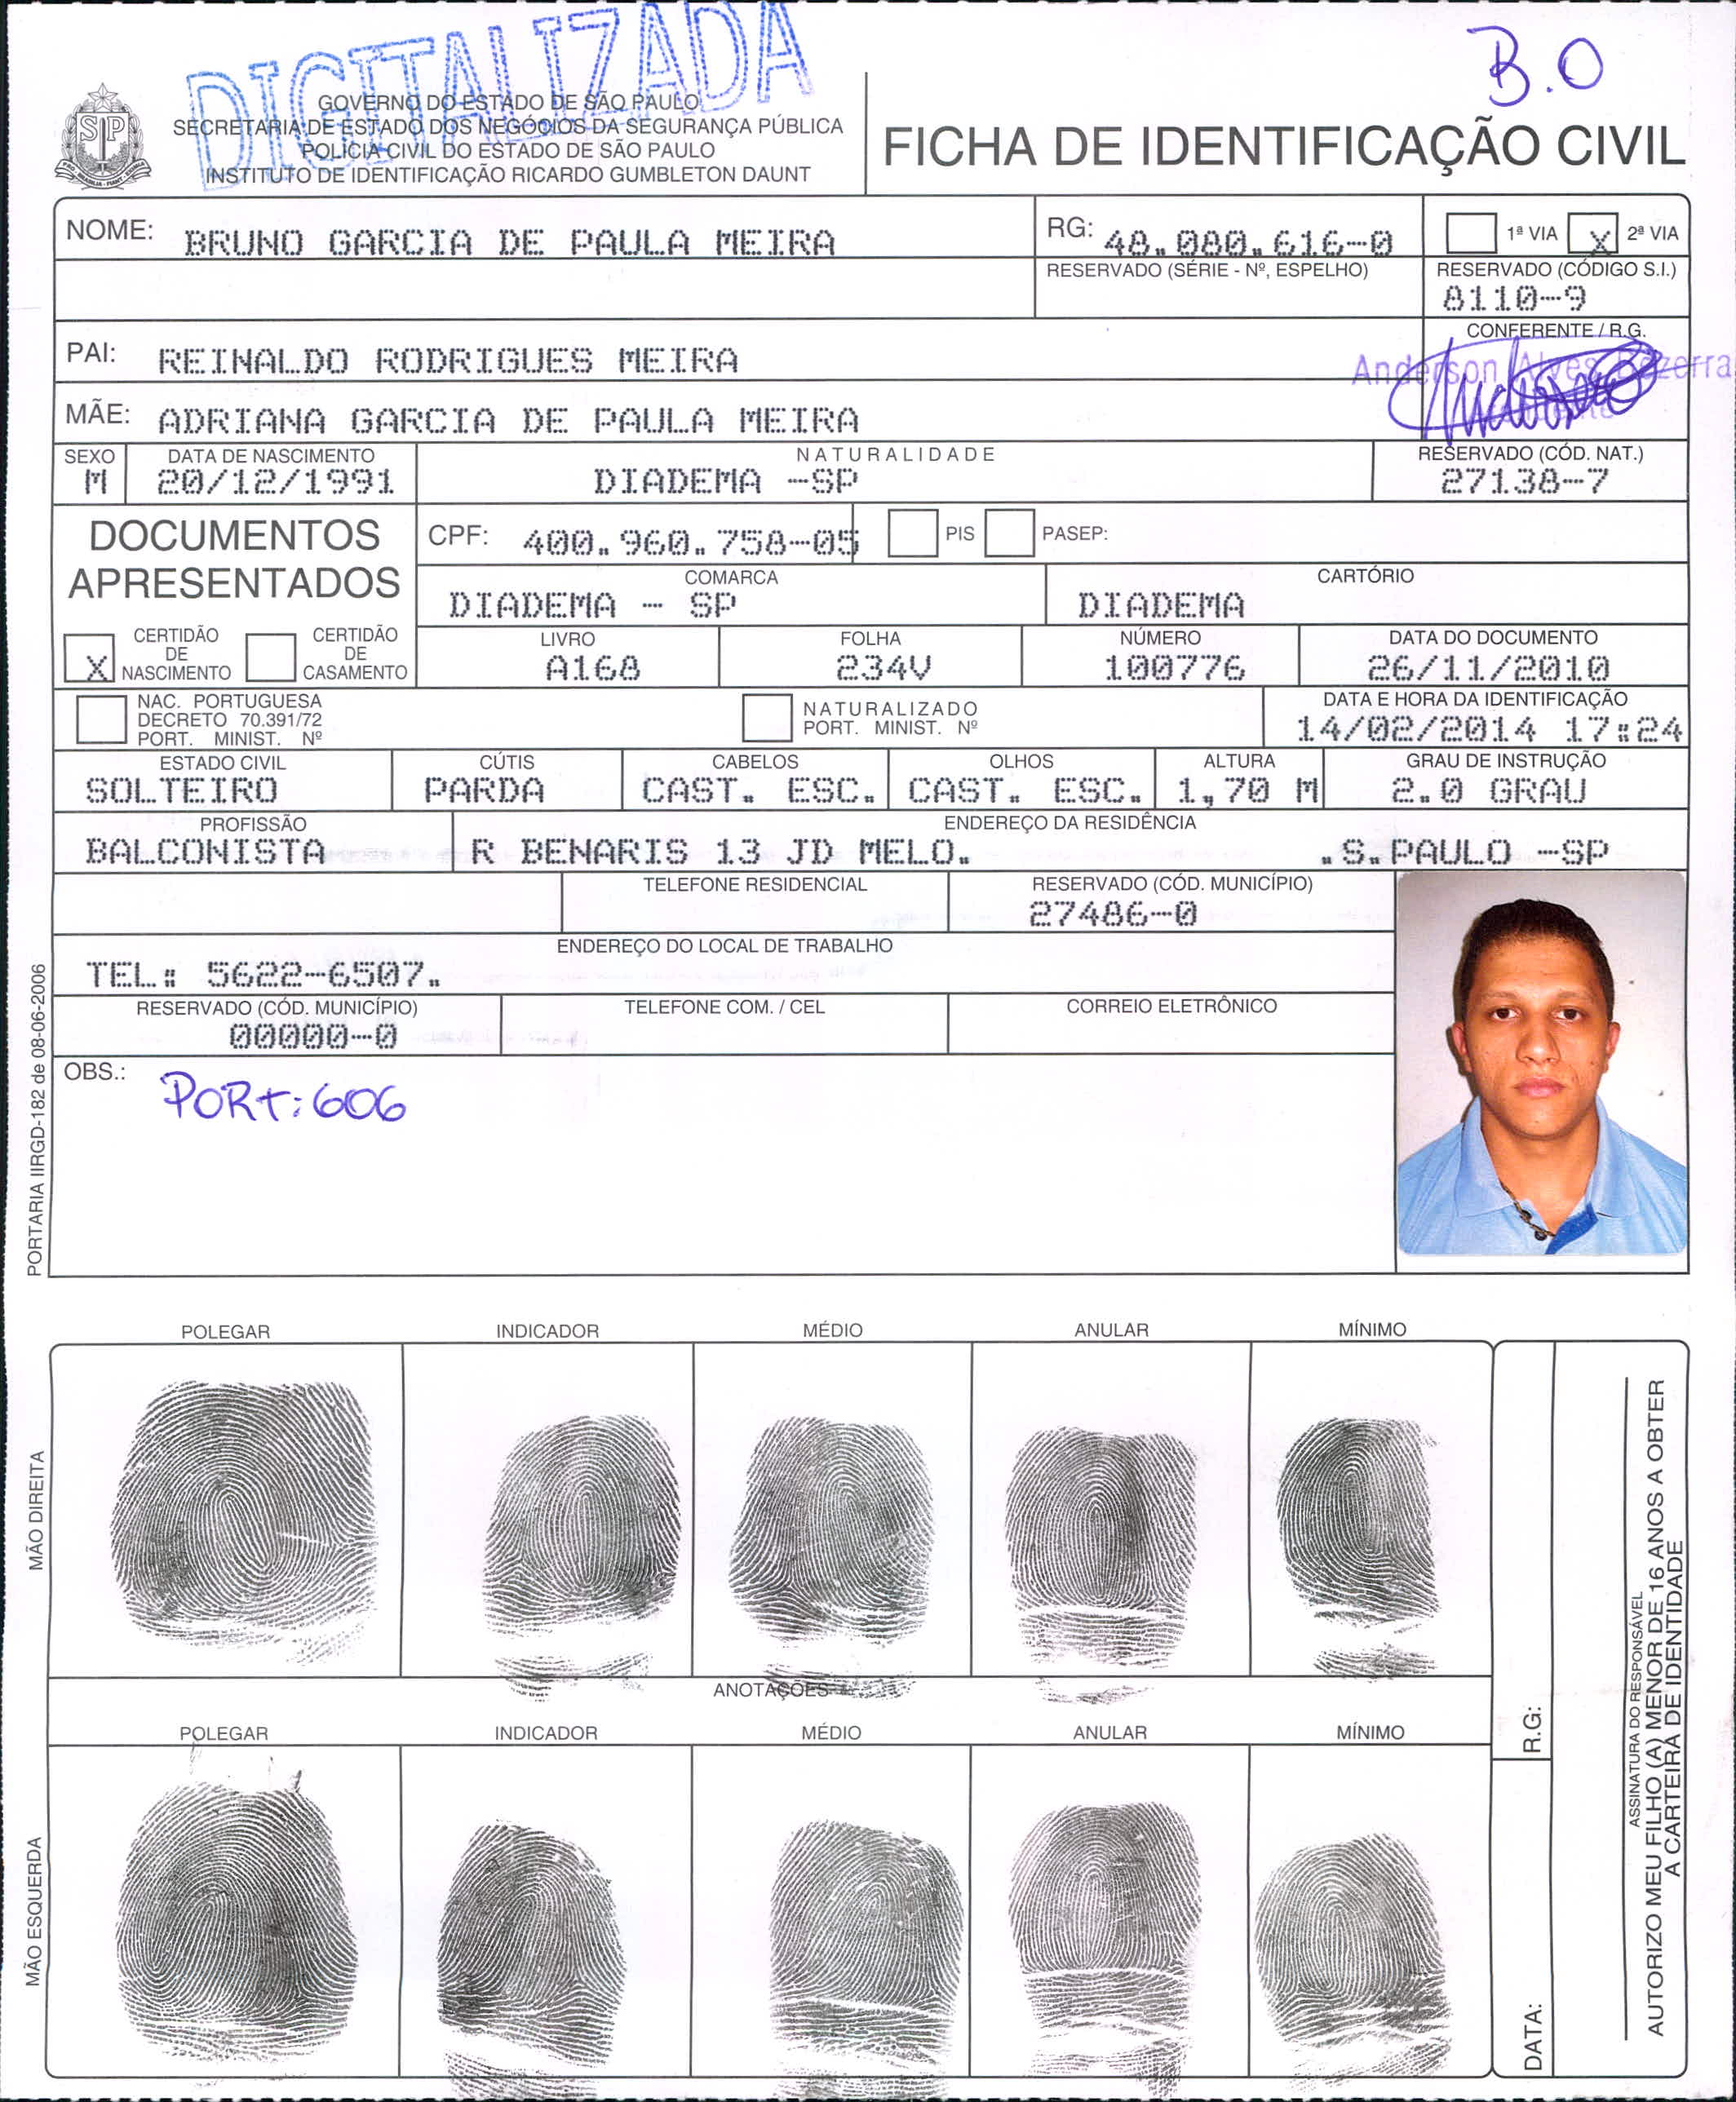 DIGITALIZADA
B.O
SP
GOVERNO DO ESTADO DE SÃO PAULO
SECRETARIA DE ESTADO DOS NEGÓCIOS DA SEGURANÇA PÚBLICA
POLÍCIA CIVIL DO ESTADO DE SÃO PAULO
INSTITUTO DE IDENTIFICAÇÃO RICARDO GUMBLETON DAUNT
FICHA DE IDENTIFICAÇÃO CIVIL
NOME: BRUNO GARCIA DE PAULA MEIRA
RG: 48.080.616-0
1ª VIA X 2ª VIA
RESERVADO (SÉRIE - Nº, ESPELHO)
RESERVADO (CÓDIGO S.I.)
8110-9
PAI: REINALDO RODRIGUES MEIRA
CONFERENTE / R.G.
Anderson Alves Bezerra
MÃE: ADRIANA GARCIA DE PAULA MEIRA
SEXO
M
DATA DE NASCIMENTO
20/12/1991
NATURALIDADE
DIADEMA -SP
RESERVADO (CÓD. NAT.)
27138-7
DOCUMENTOS
APRESENTADOS
CPF: 400.960.758-05
PIS
PASEP:
COMARCA
DIADEMA - SP
CARTÓRIO
DIADEMA
X
CERTIDÃO
DE
NASCIMENTO
CERTIDÃO
DE
CASAMENTO
LIVRO
A168
FOLHA
234V
NÚMERO
100776
DATA DO DOCUMENTO
26/11/2010
NAC. PORTUGUESA
DECRETO 70.391/72
PORT. MINIST. Nº
NATURALIZADO
PORT. MINIST. Nº
DATA E HORA DA IDENTIFICAÇÃO
14/02/2014 17:24
ESTADO CIVIL
SOLTEIRO
CÚTIS
PARDA
CABELOS
CAST. ESC.
OLHOS
CAST. ESC.
ALTURA
1,70 M
GRAU DE INSTRUÇÃO
2.0 GRAU
PROFISSÃO
BALCONISTA
ENDEREÇO DA RESIDÊNCIA
R BENARIS 13 JD MELO. .S.PAULO -SP
TELEFONE RESIDENCIAL
RESERVADO (CÓD. MUNICÍPIO)
27486-0
ENDEREÇO DO LOCAL DE TRABALHO
TEL: 5622-6507.
RESERVADO (CÓD. MUNICÍPIO)
00000-0
TELEFONE COM. / CEL
CORREIO ELETRÔNICO
OBS.: PORT: 606
PORTARIA IIRGD-182 de 08-06-2006
POLEGAR INDICADOR MÉDIO ANULAR MÍNIMO
MÃO DIREITA
ANOTAÇÕES
POLEGAR INDICADOR MÉDIO ANULAR MÍNIMO
MÃO ESQUERDA
R.G:
DATA:
ASSINATURA DO RESPONSÁVEL
AUTORIZO MEU FILHO (A) MENOR DE 16 ANOS A OBTER
A CARTEIRA DE IDENTIDADE